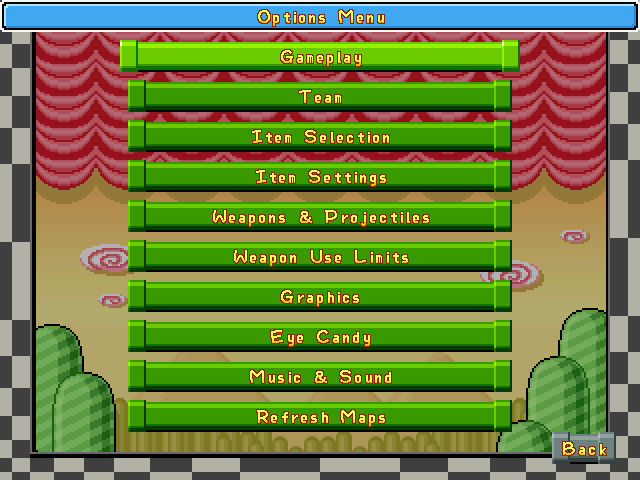 Options Menu
Gameplay
Team
Item Selection
Item Settings
Weapons & Projectiles
Weapon Use Limits
Graphics
Eye Candy
Music & Sound
Refresh Maps
Back